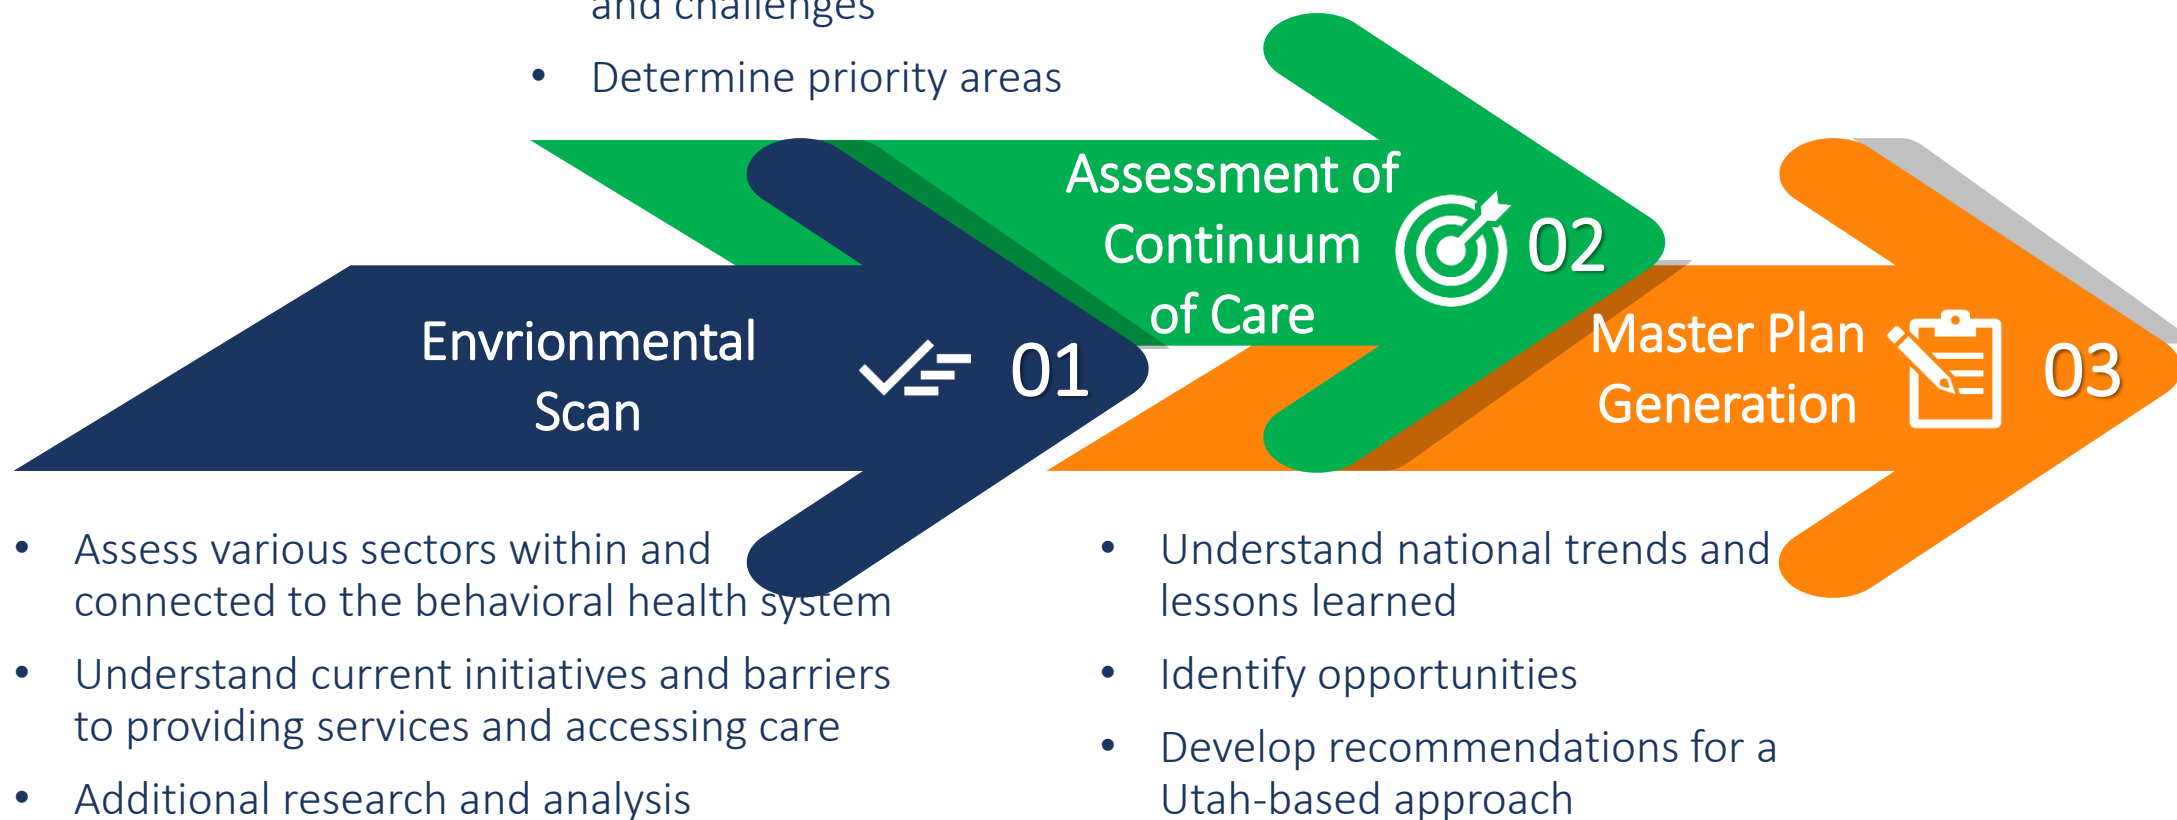 and challenges
• Determine priority areas
Assessment of
Continuum
of Care
02
Envrionmental
Scan
01
Master Plan
Generation
03
• Assess various sectors within and
connected to the behavioral health system
• Understand current initiatives and barriers
to providing services and accessing care
• Additional research and analysis
• Understand national trends and
lessons learned
• Identify opportunities
• Develop recommendations for a
Utah-based approach